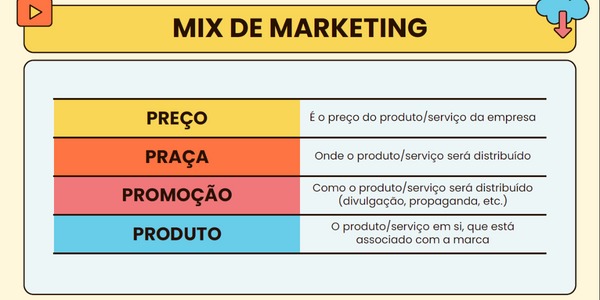 MIX DE MARKETING
PREÇO
É o preço do produto/serviço da empresa
PRAÇA
Onde o produto/serviço será distribuído
PROMOÇÃO
Como o produto/serviço será distribuído
(divulgação, propaganda, etc.)
PRODUTO
O produto/serviço em si, que está
associado com a marca